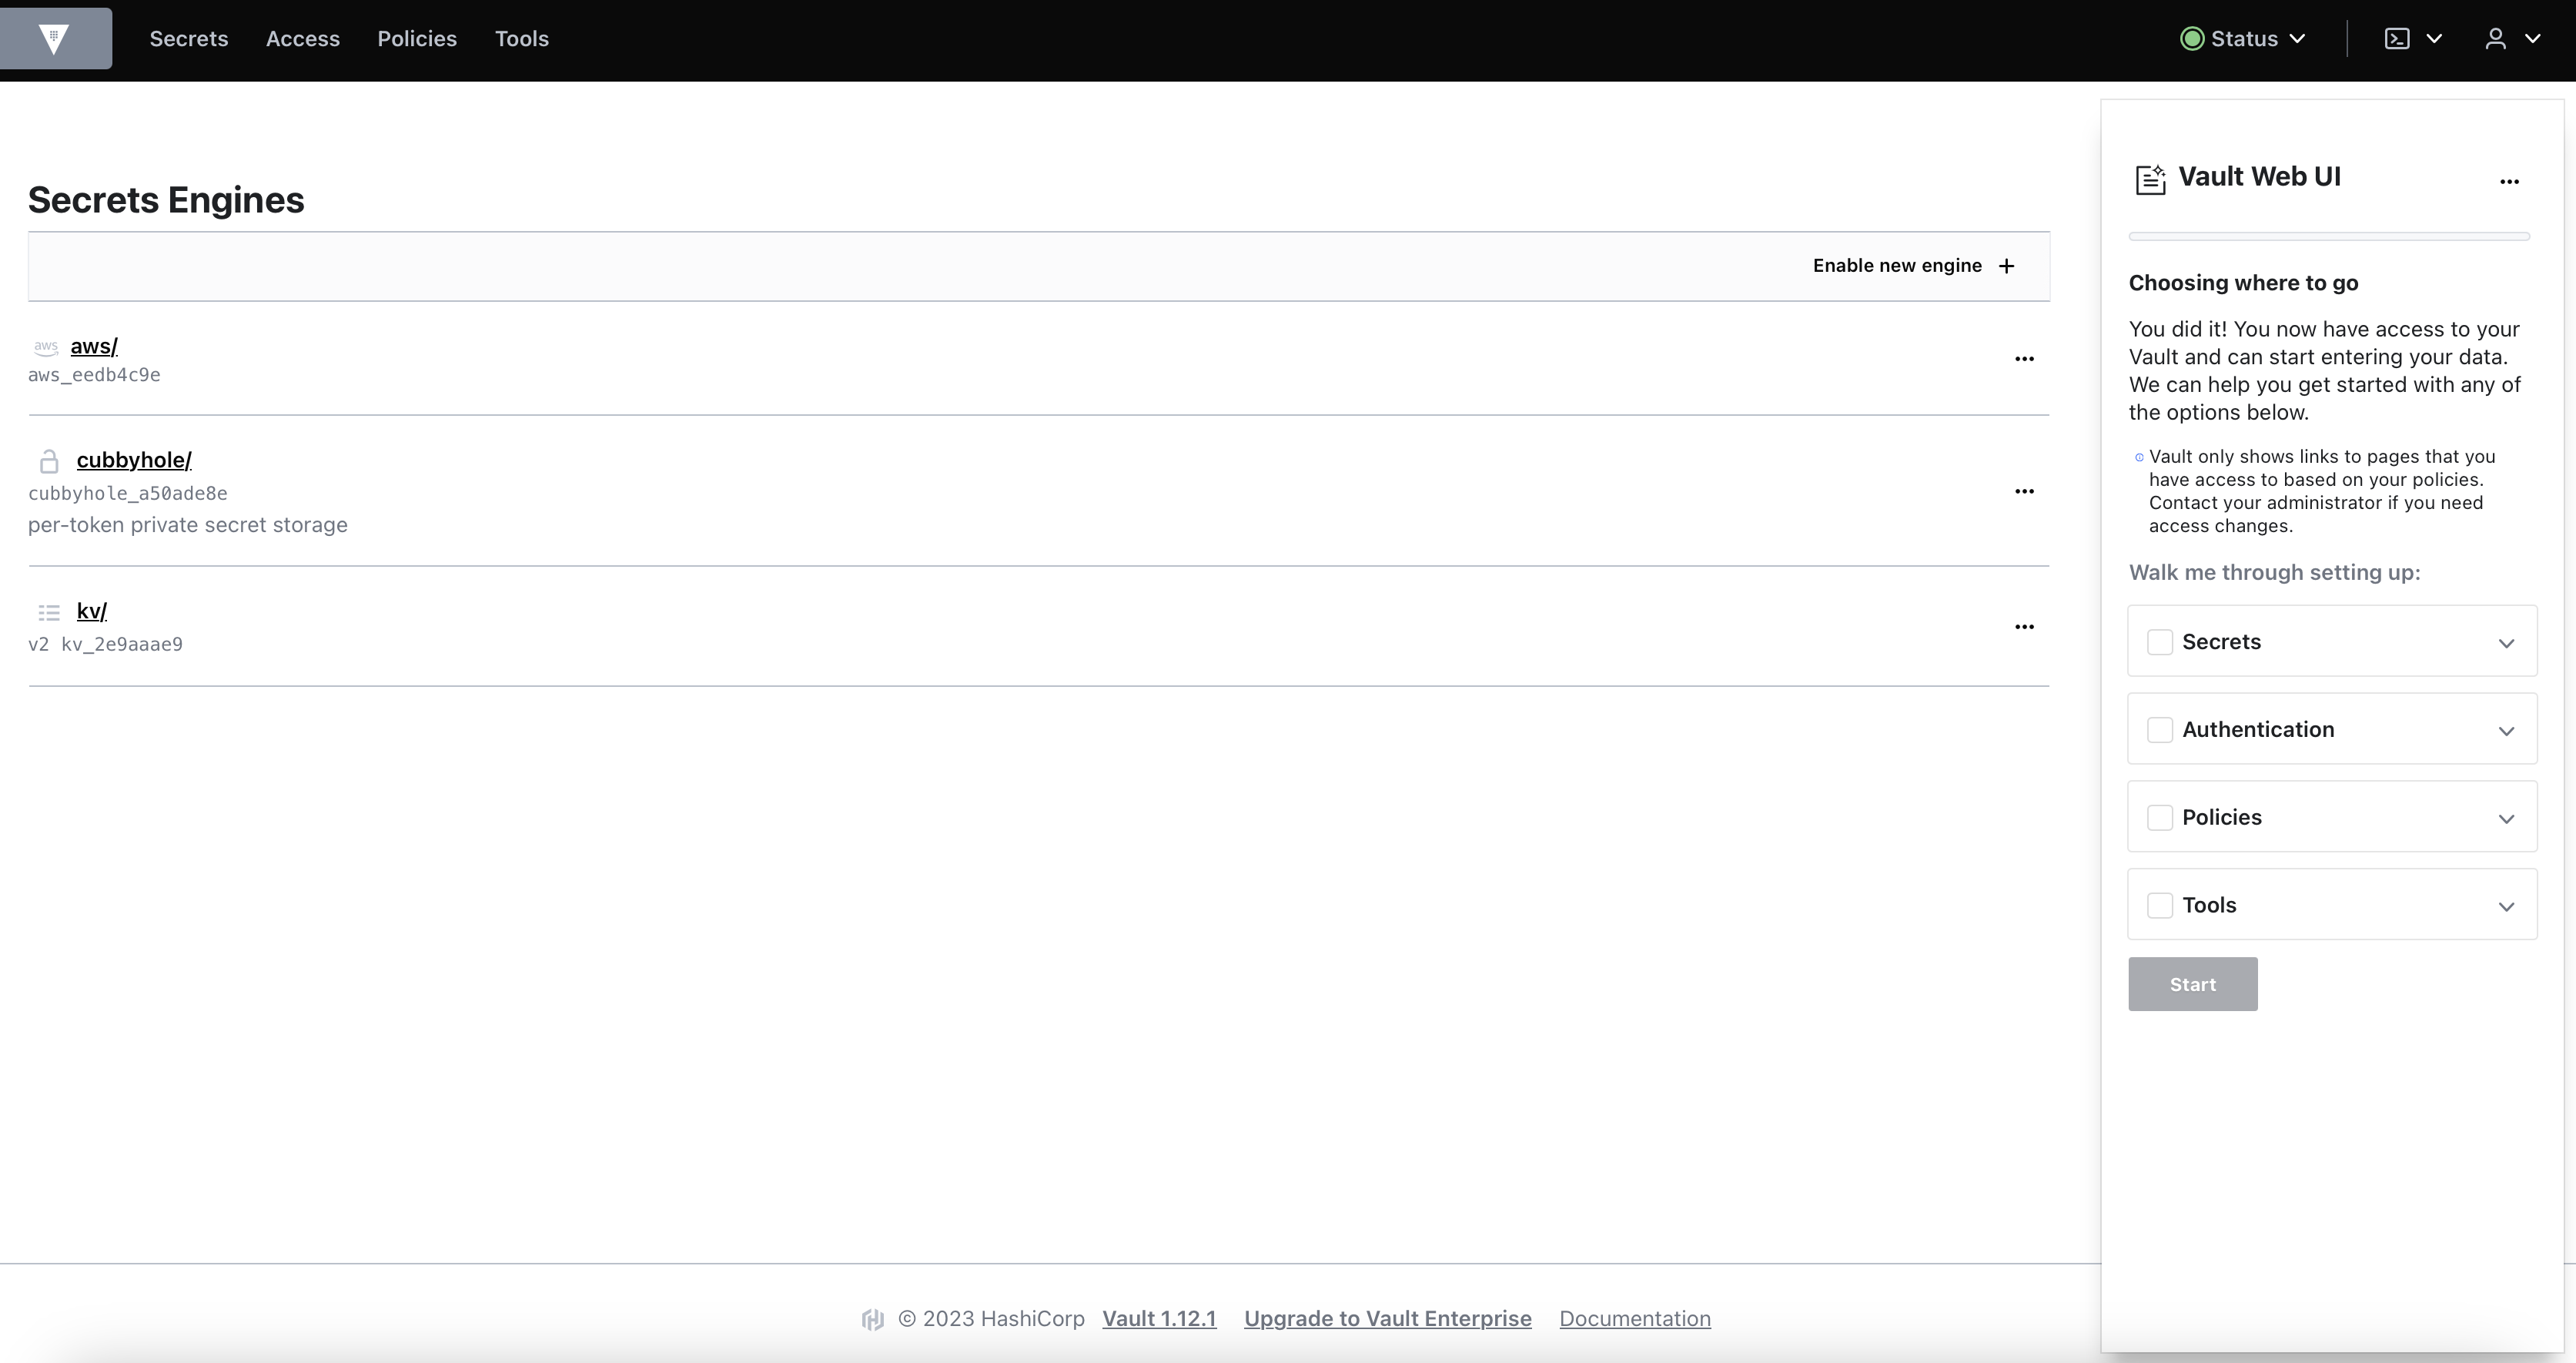 Secrets Access Policies Tools Status
Secrets Engines
Enable new engine
aws aws/
aws_eedb4c9e
cubbyhole/
cubbyhole_a50ade8e
per-token private secret storage
kv/
v2 kv_2e9aaae9
Vault Web UI
Choosing where to go
You did it! You now have access to your
Vault and can start entering your data.
We can help you get started with any of
the options below.
Vault only shows links to pages that you
have access to based on your policies.
Contact your administrator if you need
access changes.
Walk me through setting up:
Secrets
Authentication
Policies
Tools
Start
© 2023 HashiCorp Vault 1.12.1 Upgrade to Vault Enterprise Documentation